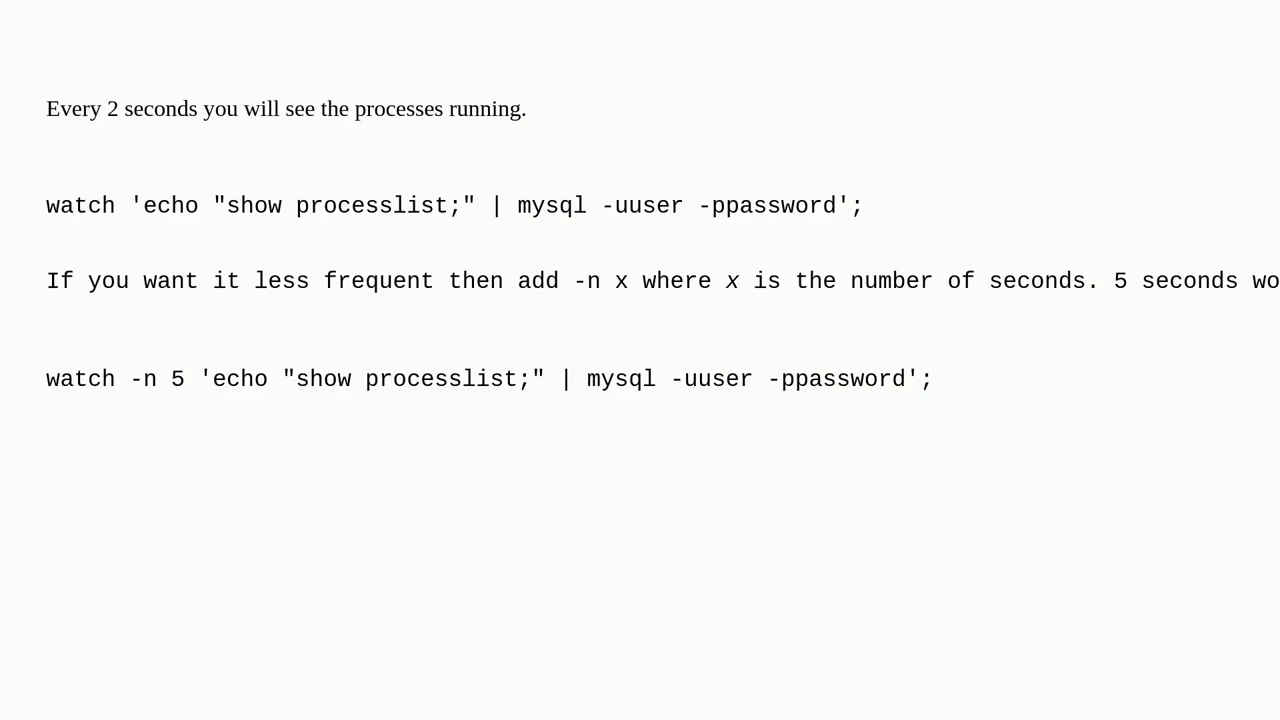 Every 2 seconds you will see the processes running.
watch 'echo "show processlist;" | mysql -uuser -ppassword';
If you want it less frequent then add -n x where x is the number of seconds. 5 seconds
watch -n 5 'echo "show processlist;" | mysql -uuser -ppassword';